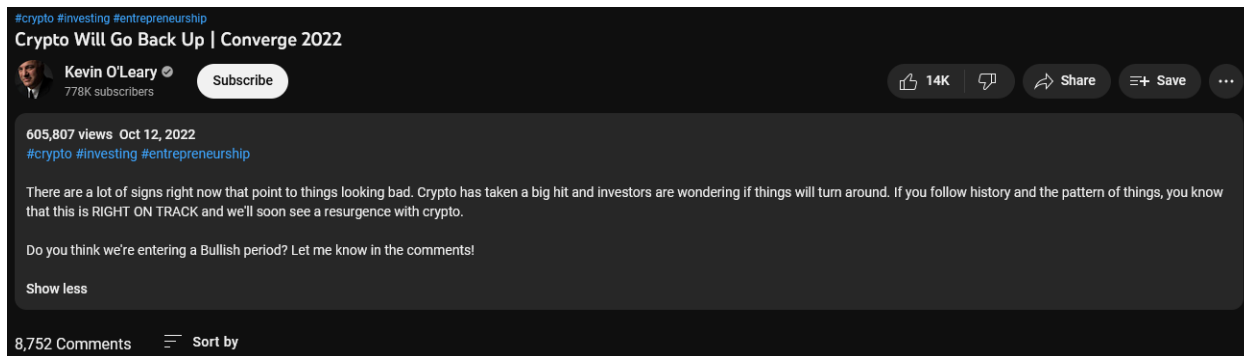 #crypto #investing #entrepreneurship
Crypto Will Go Back Up | Converge 2022
Kevin O'Leary
778K subscribers
Subscribe
14K
Share
Save
605,807 views Oct 12, 2022
#crypto #investing #entrepreneurship
There are a lot of signs right now that point to things looking bad. Crypto has taken a big hit and investors are wondering if things will turn around. If you follow history and the pattern of things, you know
that this is RIGHT ON TRACK and we'll soon see a resurgence with crypto.
Do you think we're entering a Bullish period? Let me know in the comments!
Show less
8,752 Comments
Sort by